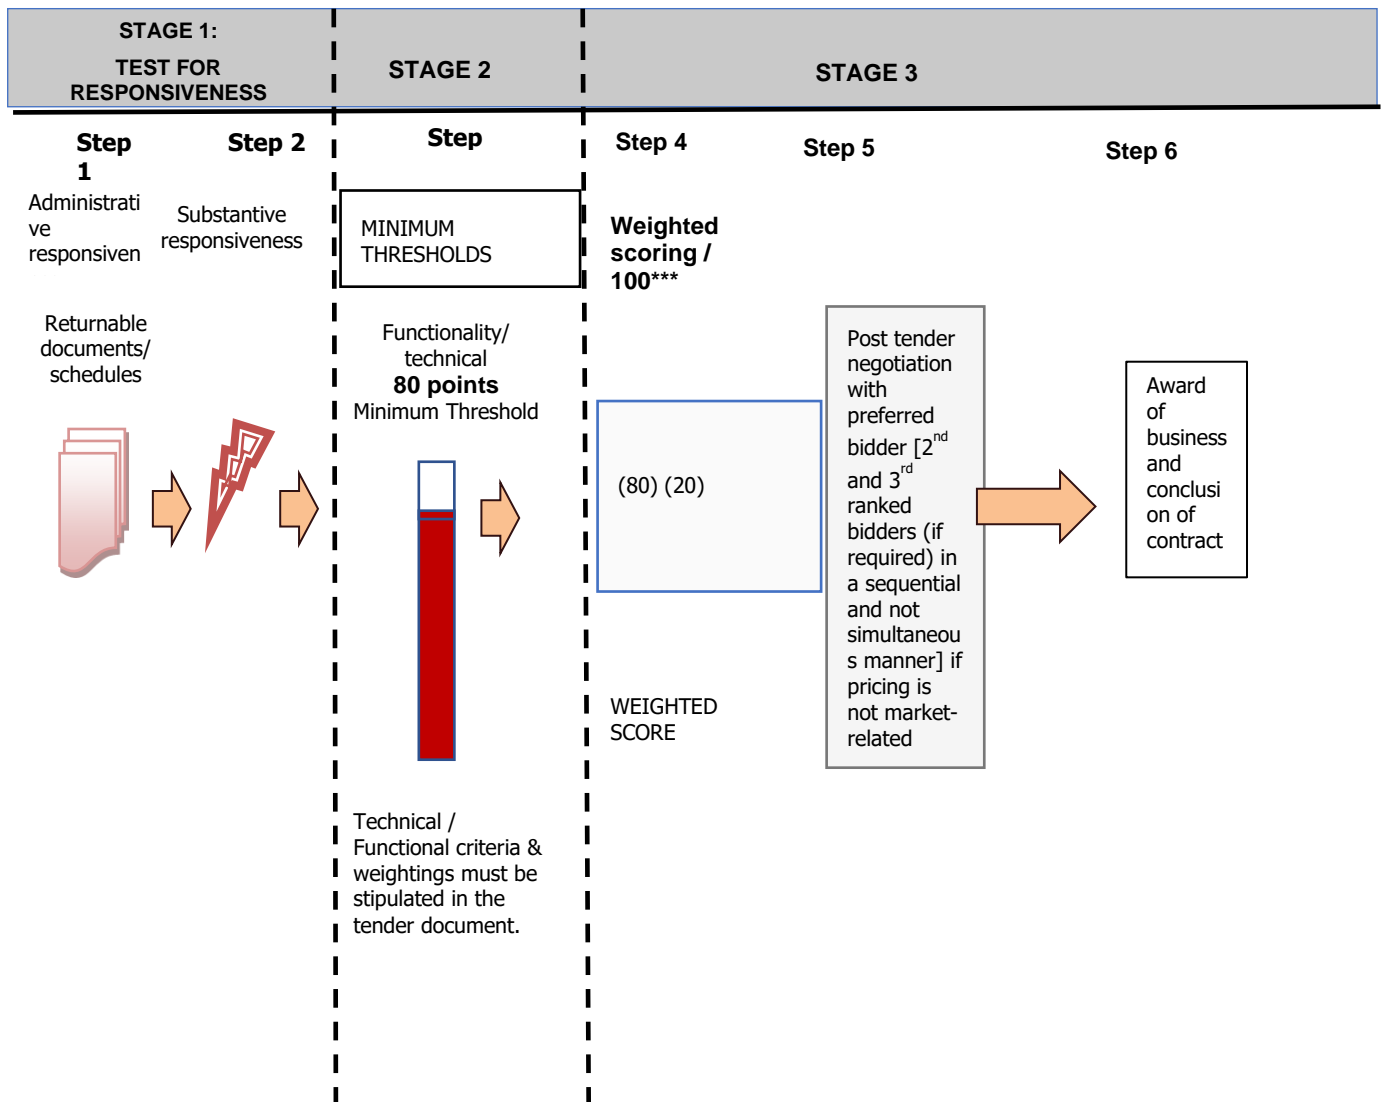 STAGE 1:
TEST FOR
RESPONSIVENESS
STAGE 2
STAGE 3
Step
1
Step 2
Step
Step 4
Step 5
Step 6
Administrati
ve
responsiven
Substantive
responsiveness
MINIMUM
THRESHOLDS
Weighted
scoring /
100***
Returnable
documents/
schedules
Functionality/
technical
80 points
Minimum Threshold
(80) (20)
WEIGHTED
SCORE
Post tender
negotiation
with
preferred
bidder [2nd
and 3rd
ranked
bidders (if
required) in
a sequential
and not
simultaneou
s manner] if
pricing is
not market-
related
Award
of
business
and
conclusi
on of
contract
Technical /
Functional criteria &
weightings must be
stipulated in the
tender document.